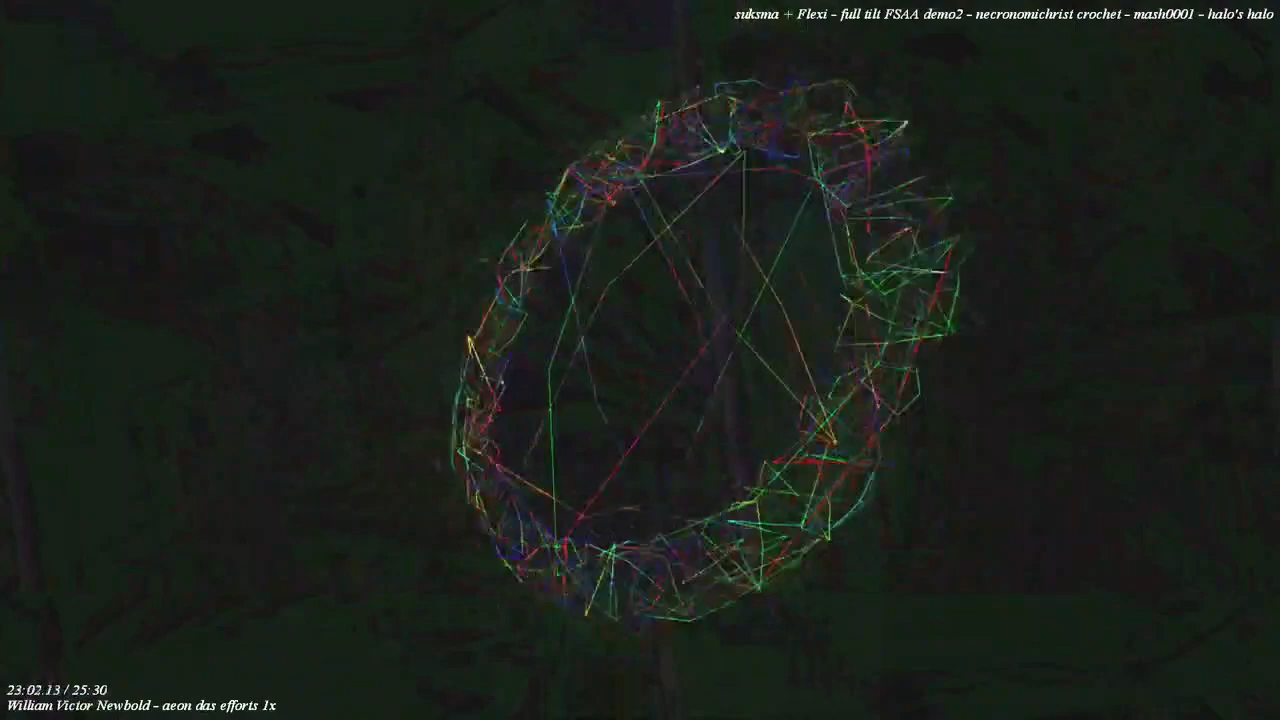 suksma + Flexi - full tilt FSAA demo2 - necronomichrist crochet - mash0001 - halo's halo
23:02.13 / 25:30
William Victor Newbold - aeon das efforts 1x